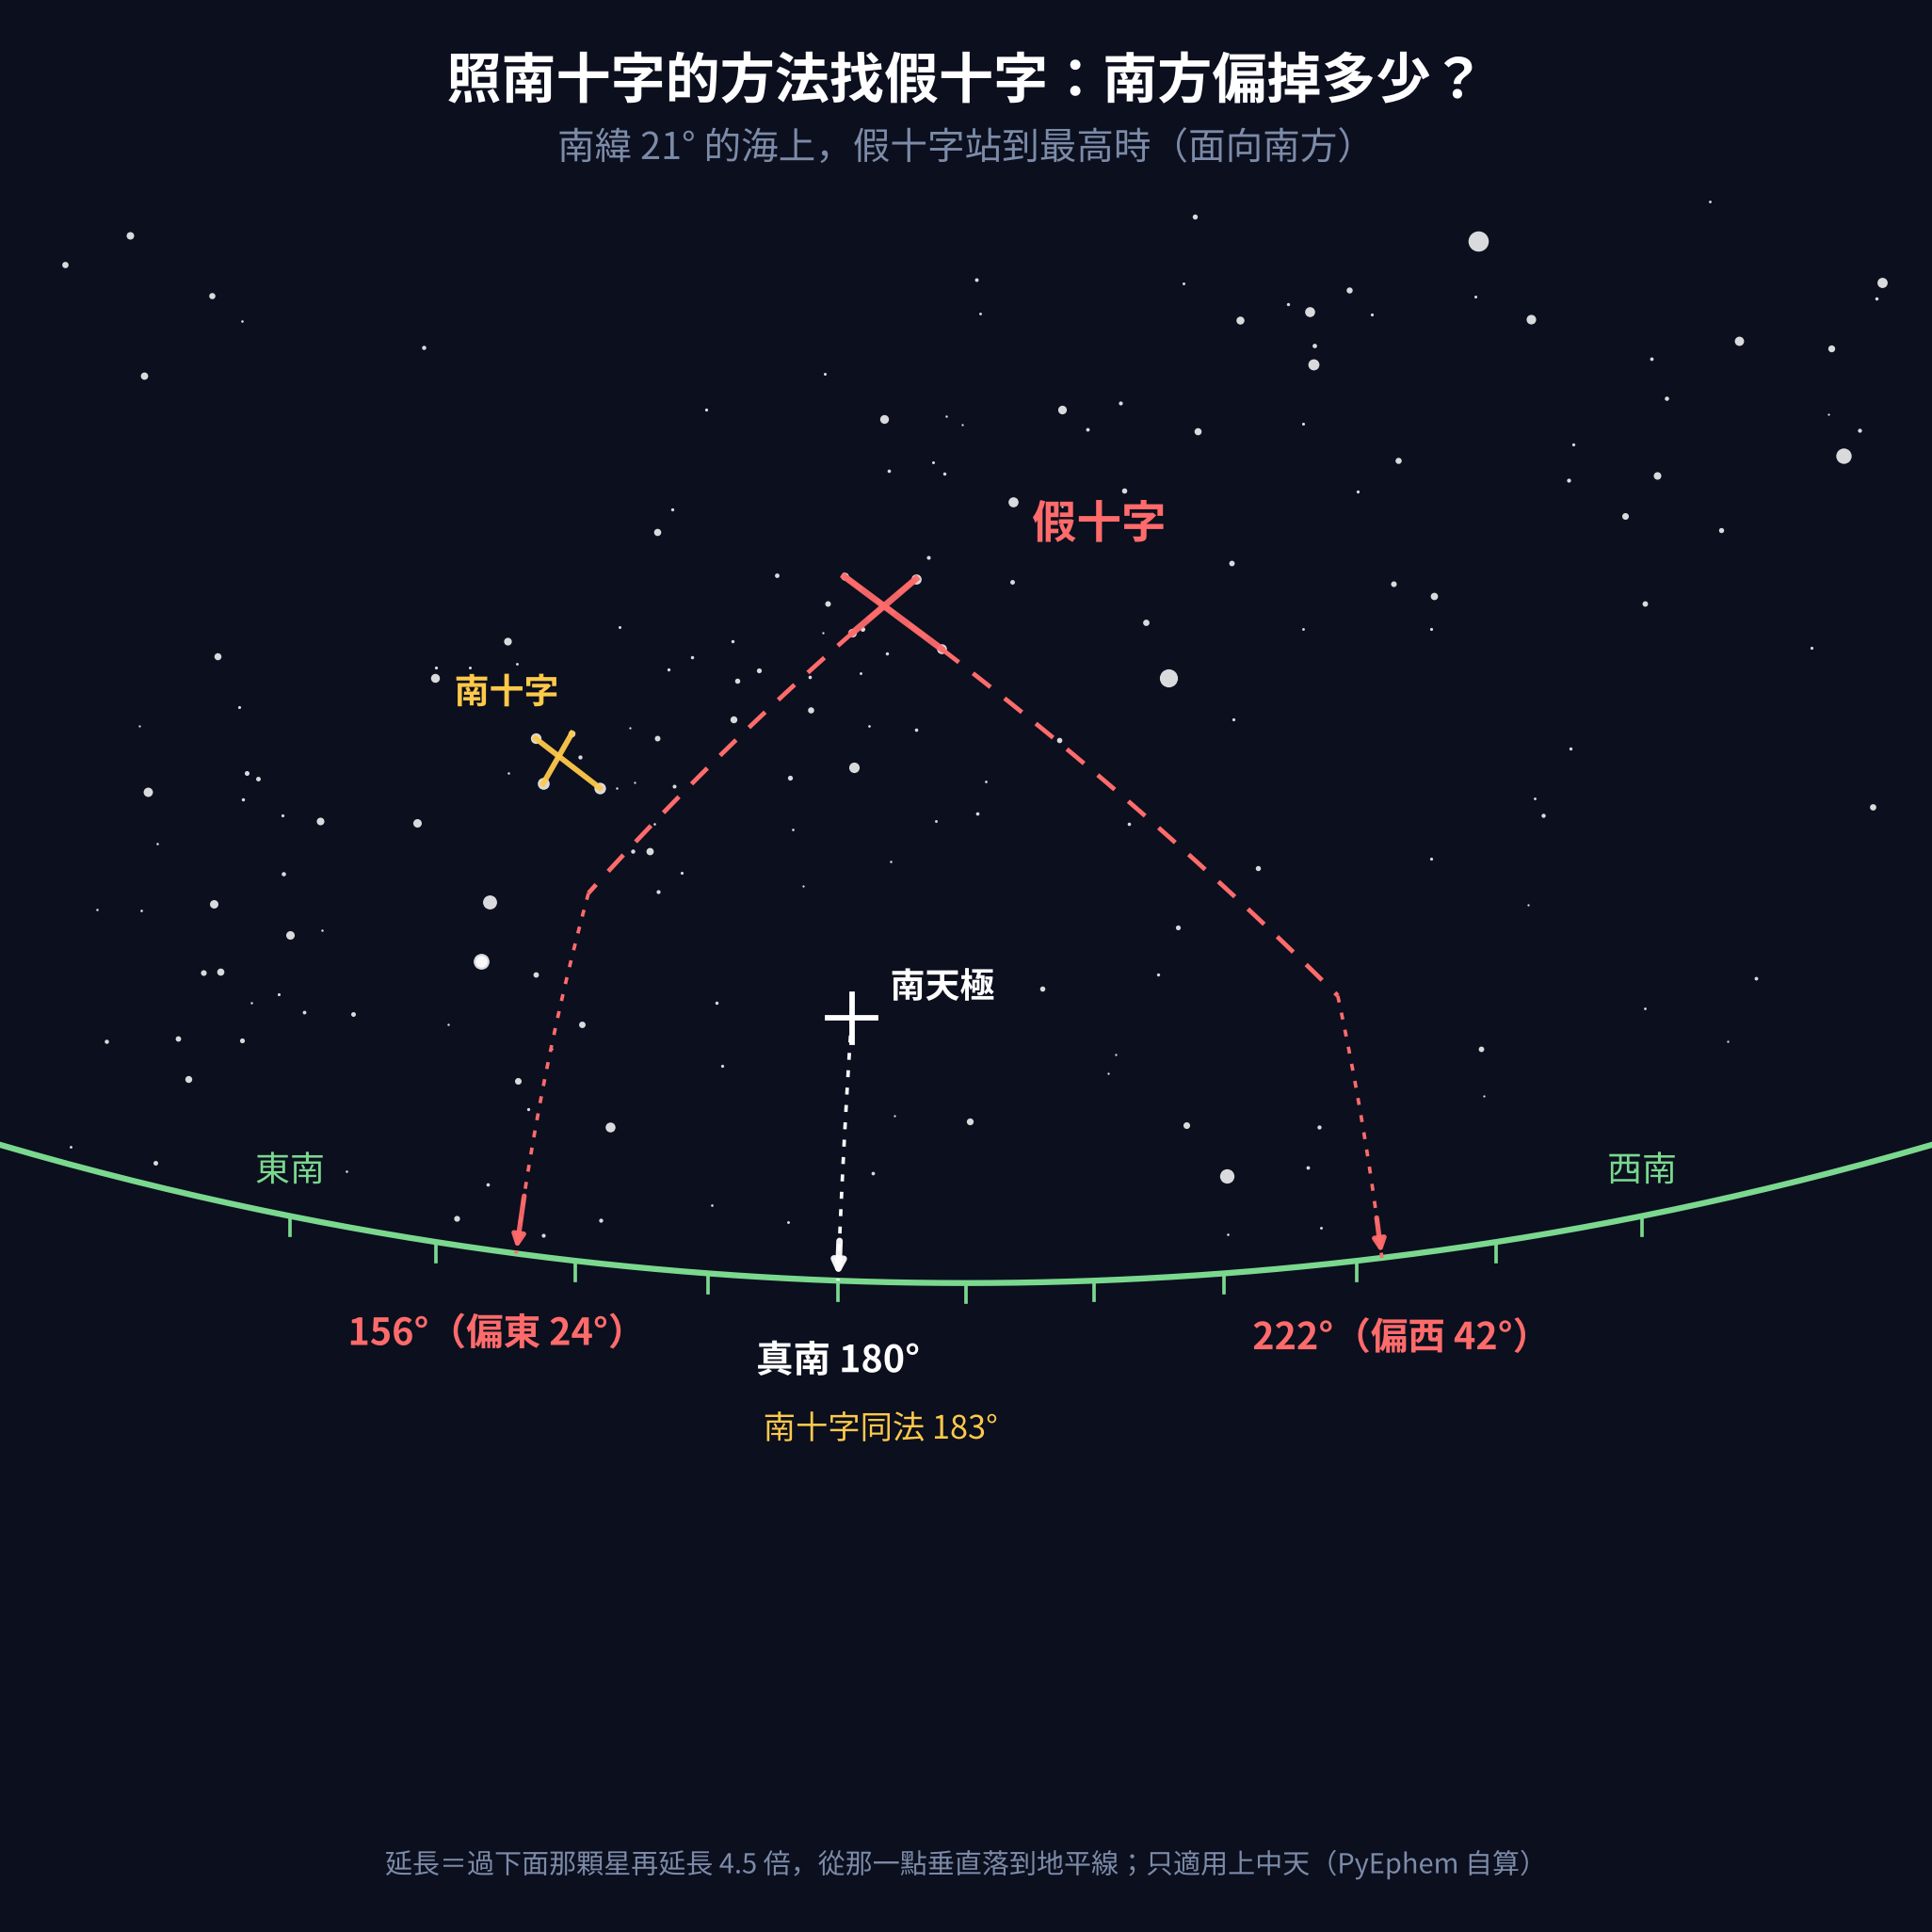 照南十字的方法找假十字：南方偏掉多少？
南緯 21° 的海上，假十字站到最高時（面向南方）
假十字
南十字
南天極
東南
西南
156°（偏東 24°）
222°（偏西 42°）
真南 180°
南十字同法 183°
延長＝過下面那顆星再延長 4.5 倍，從那一點垂直落到地平線；只適用上中天（PyEphem 自算）